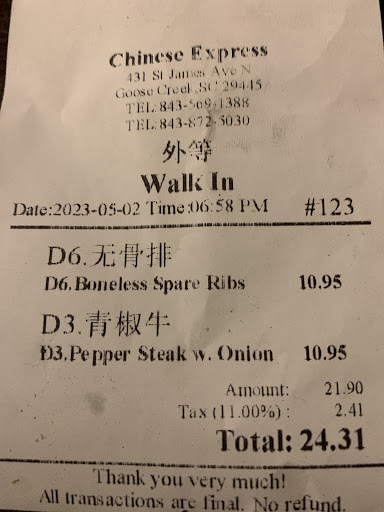 Chinese Express
431 St James Ave N
Goose Creek,SC 29445
TEL:843-569-1388
TEL:843-872-5030
外等
Walk In
Date:2023-05-02 Time:06:58 PM #123
D6.无骨排
D6.Boneless Spare Ribs 10.95
D3.青椒牛
D3.Pepper Steak w. Onion 10.95
Amount: 21.90
Tax (11.00%) : 2.41
Total: 24.31
Thank you very much!
All transactions are final. No refund.